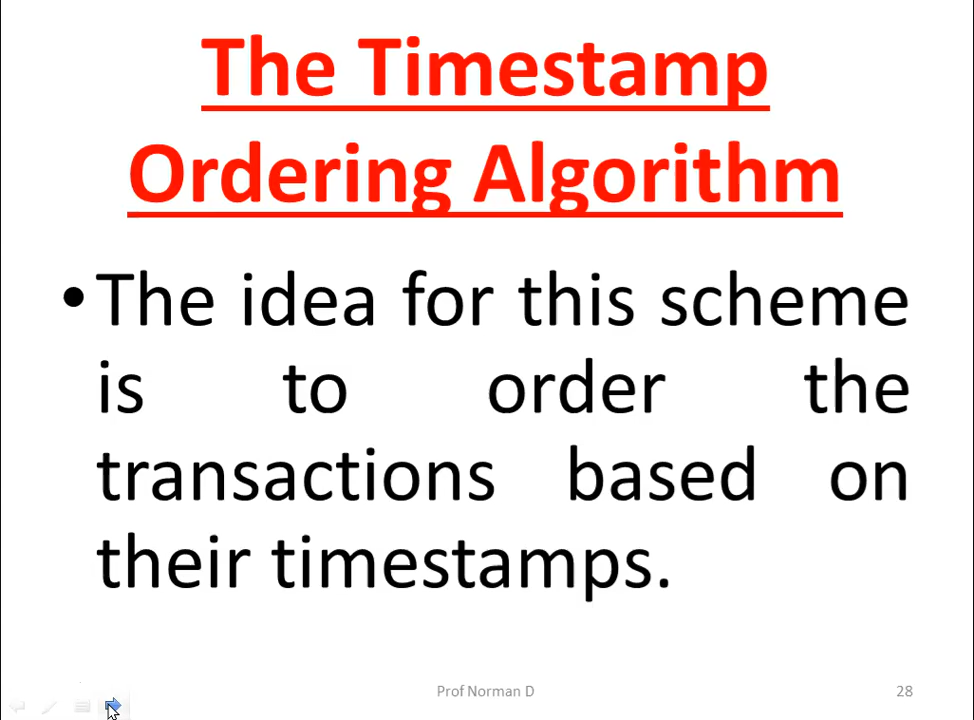 The Timestamp
Ordering Algorithm
• The idea for this scheme
is to order the
transactions based on
their timestamps.
Prof Norman D
28